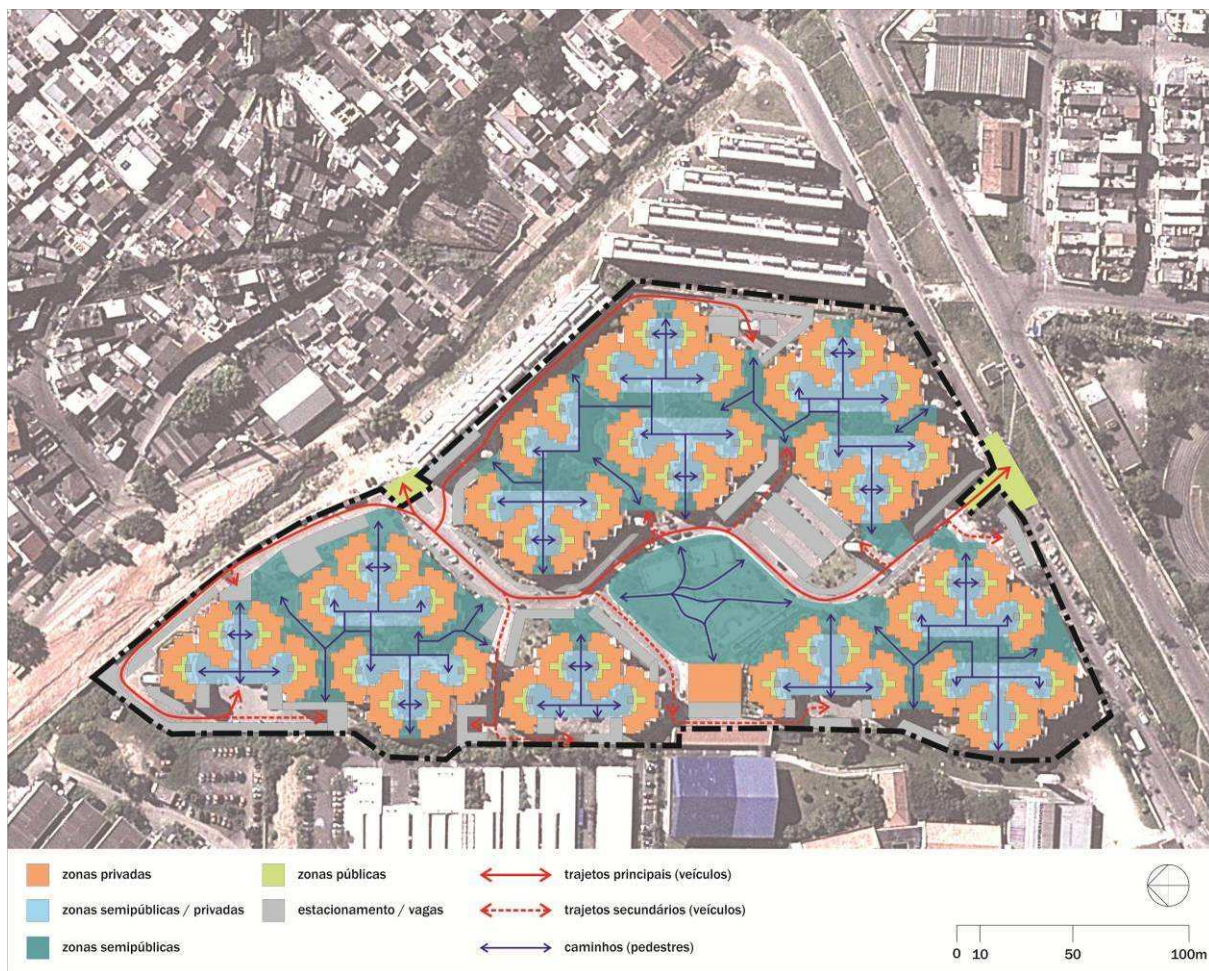 zonas privadas
zonas semipúblicas / privadas
zonas semipúblicas
zonas públicas
estacionamento / vagas
trajetos principais (veículos)
trajetos secundários (veículos)
caminhos (pedestres)
0 10 50 100m